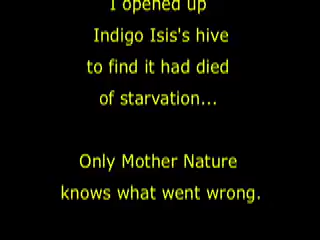 I opened up
Indigo Isis's hive
to find it had died
of starvation...
Only Mother Nature
knows what went wrong.